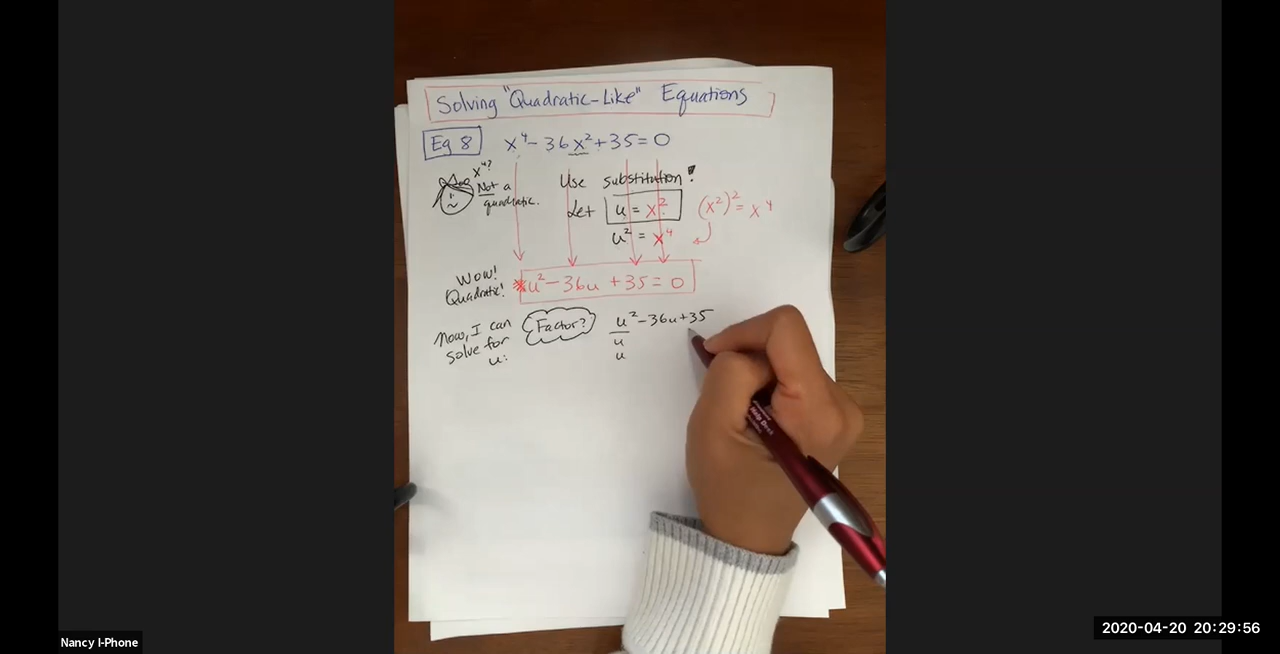 Solving "Quadratic-Like" Equations
Eg 8 x⁴ - 36x² + 35 = 0
x⁴?
Not a
quadratic.
Use substitution!
Let u = x² (x²)² = x⁴
u² = x⁴
Wow!
Quadratic!
* u² - 36u + 35 = 0
Now, I can
solve for
u:
Factor?
u² - 36u + 35
u
u
Nancy I-Phone
2020-04-20 20:29:56